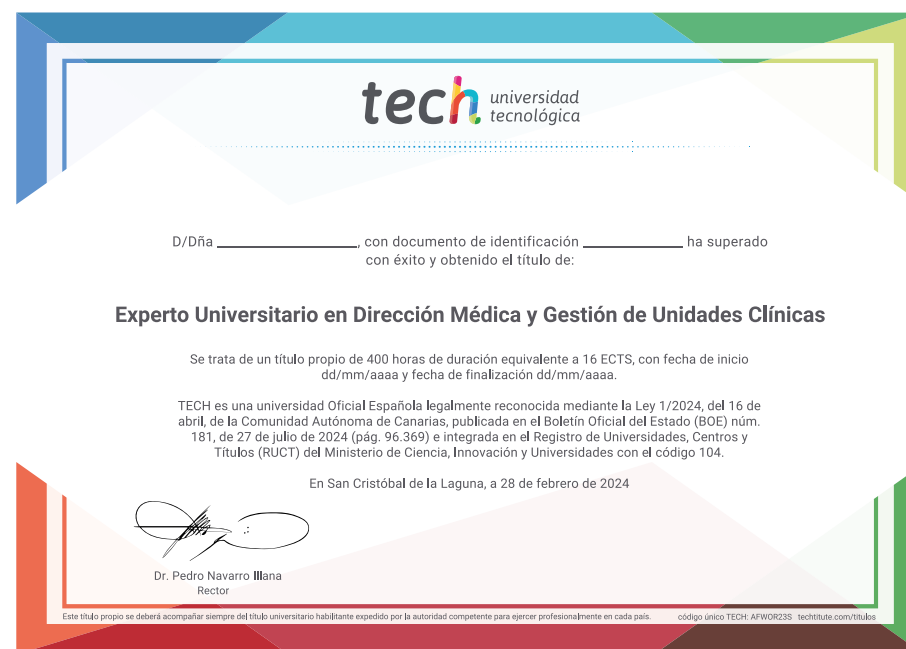 tech universidad
tecnológica
D/Dña ________________, con documento de identificación ____________ ha superado
con éxito y obtenido el título de:
Experto Universitario en Dirección Médica y Gestión de Unidades Clínicas
Se trata de un título propio de 400 horas de duración equivalente a 16 ECTS, con fecha de inicio
dd/mm/aaaa y fecha de finalización dd/mm/aaaa.
TECH es una universidad Oficial Española legalmente reconocida mediante la Ley 1/2024, del 16 de
abril, de la Comunidad Autónoma de Canarias, publicada en el Boletín Oficial del Estado (BOE) núm.
181, de 27 de julio de 2024 (pág. 96.369) e integrada en el Registro de Universidades, Centros y
Títulos (RUCT) del Ministerio de Ciencia, Innovación y Universidades con el código 104.
En San Cristóbal de la Laguna, a 28 de febrero de 2024
Dr. Pedro Navarro Illana
Rector
Este título propio se deberá acompañar siempre del título universitario habilitante expedido por la autoridad competente para ejercer profesionalmente en cada país. código único TECH: AFWOR23S techtitute.com/titulos